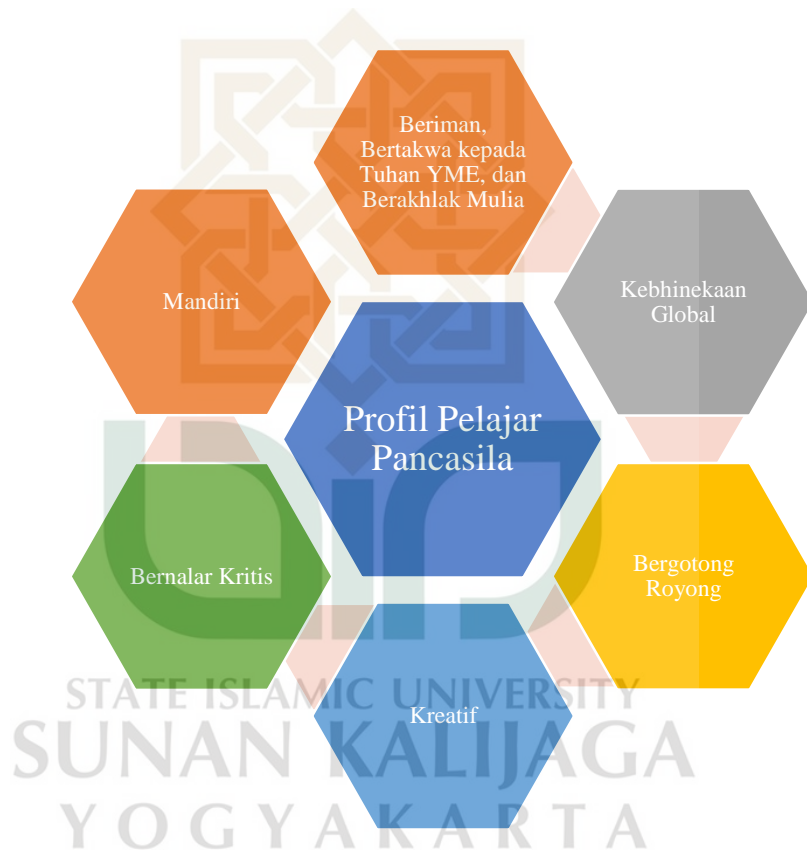 Beriman,
Bertakwa kepada
Tuhan YME, dan
Berakhlak Mulia
Kebhinekaan
Global
Mandiri
Profil Pelajar
Pancasila
Bernalar Kritis
Bergotong
Royong
Kreatif
STATE ISLAMIC UNIVERSITY
SUNAN KALIJAGA
YOGYAKARTA